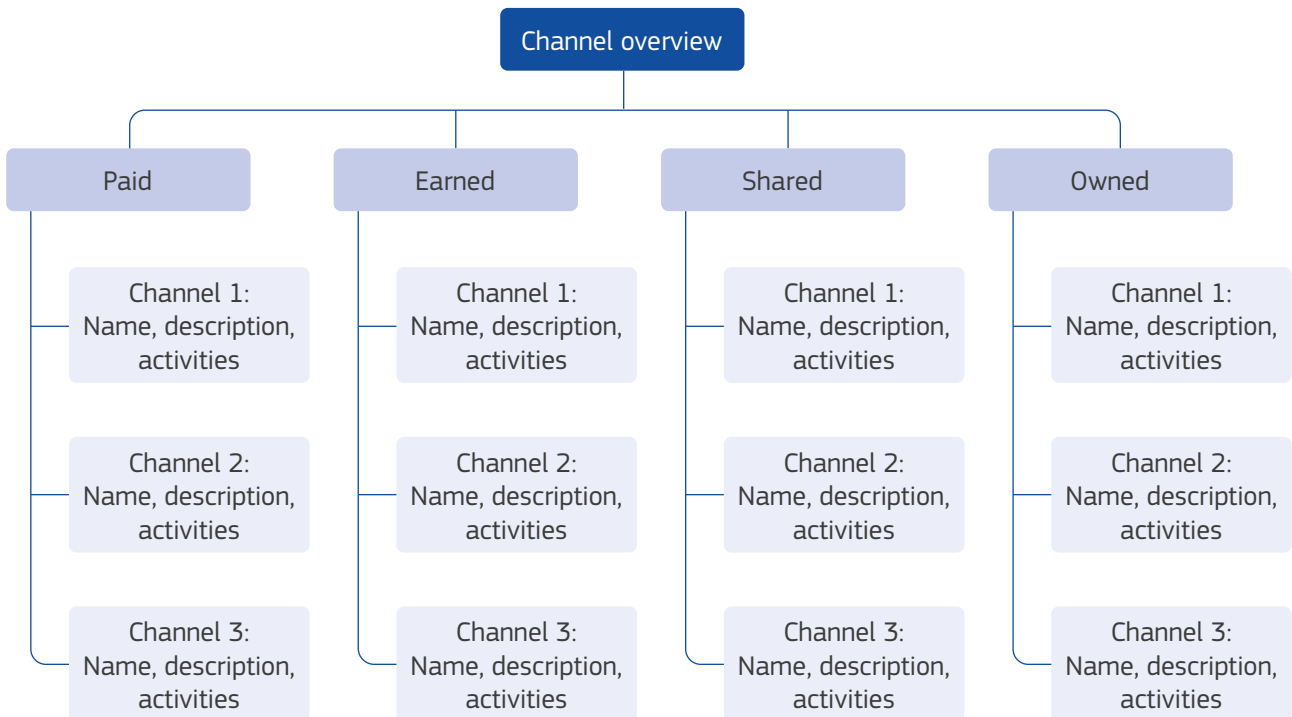 Channel overview
Paid
Earned
Shared
Owned
Channel 1:
Name, description,
activities
Channel 1:
Name, description,
activities
Channel 1:
Name, description,
activities
Channel 1:
Name, description,
activities
Channel 2:
Name, description,
activities
Channel 2:
Name, description,
activities
Channel 2:
Name, description,
activities
Channel 2:
Name, description,
activities
Channel 3:
Name, description,
activities
Channel 3:
Name, description,
activities
Channel 3:
Name, description,
activities
Channel 3:
Name, description,
activities